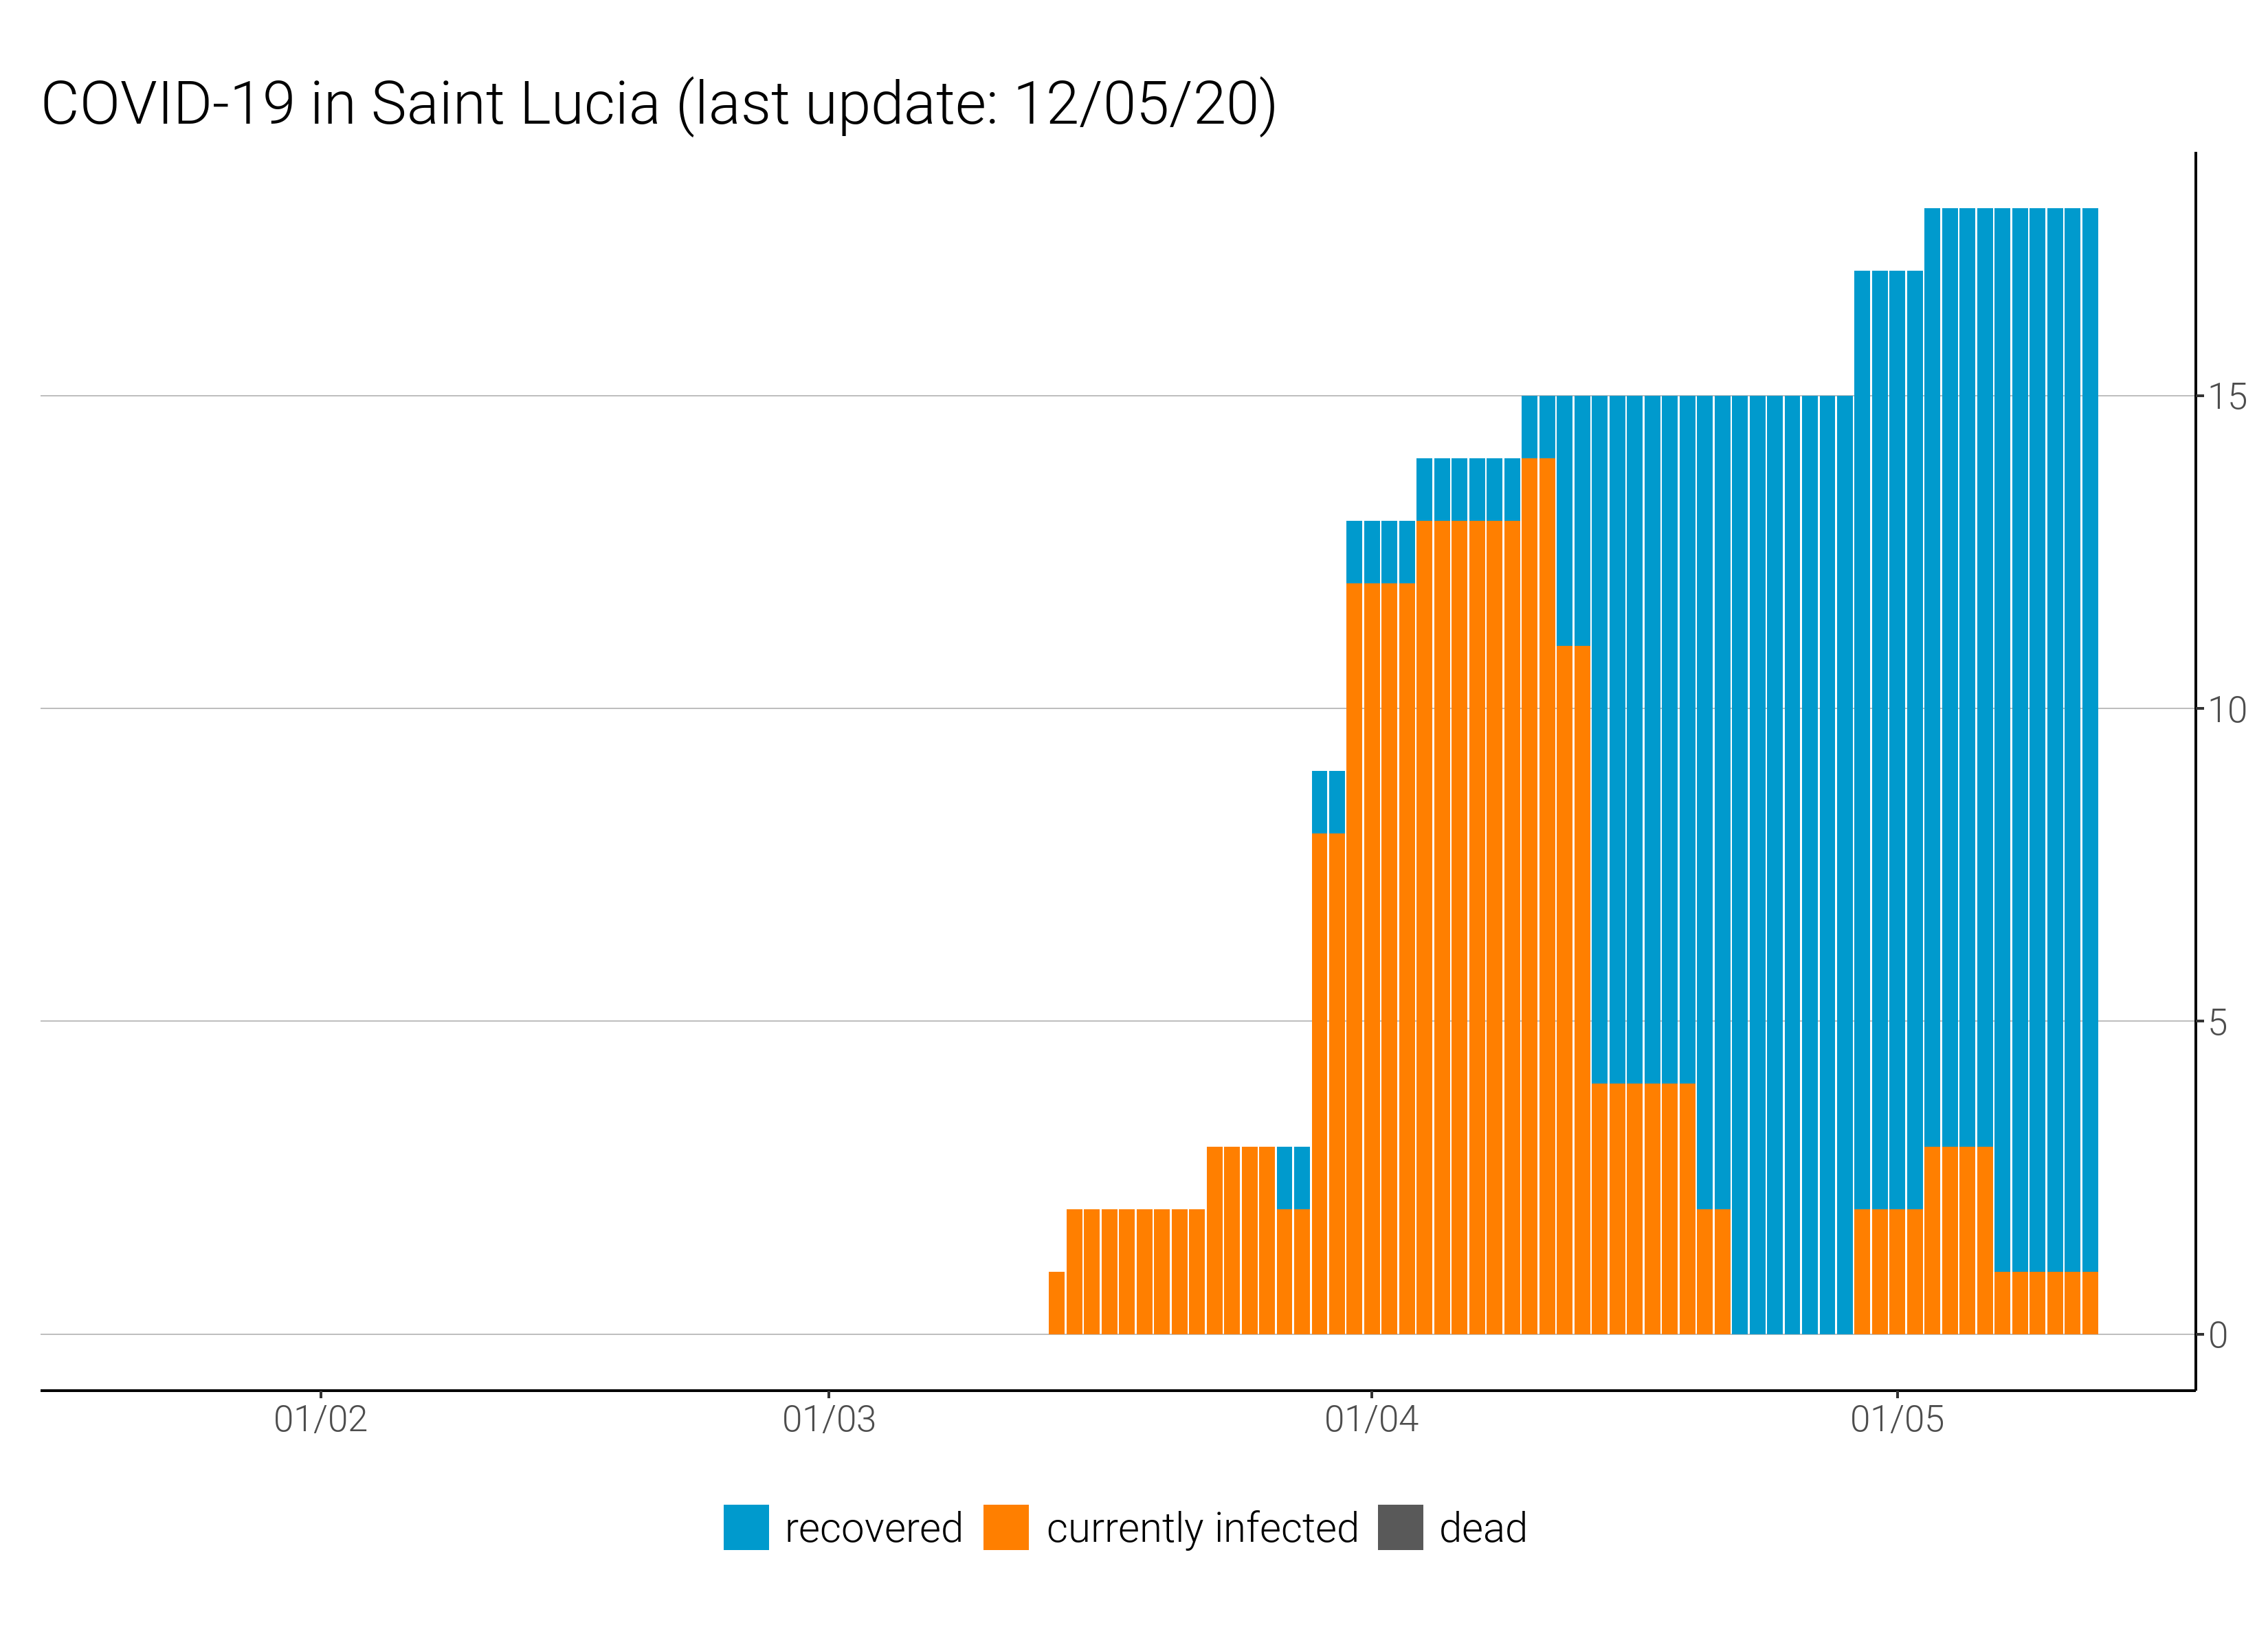 COVID-19 in Saint Lucia (last update: 12/05/20)
15
10
5
0
01/02 01/03 01/04 01/05
recovered currently infected dead